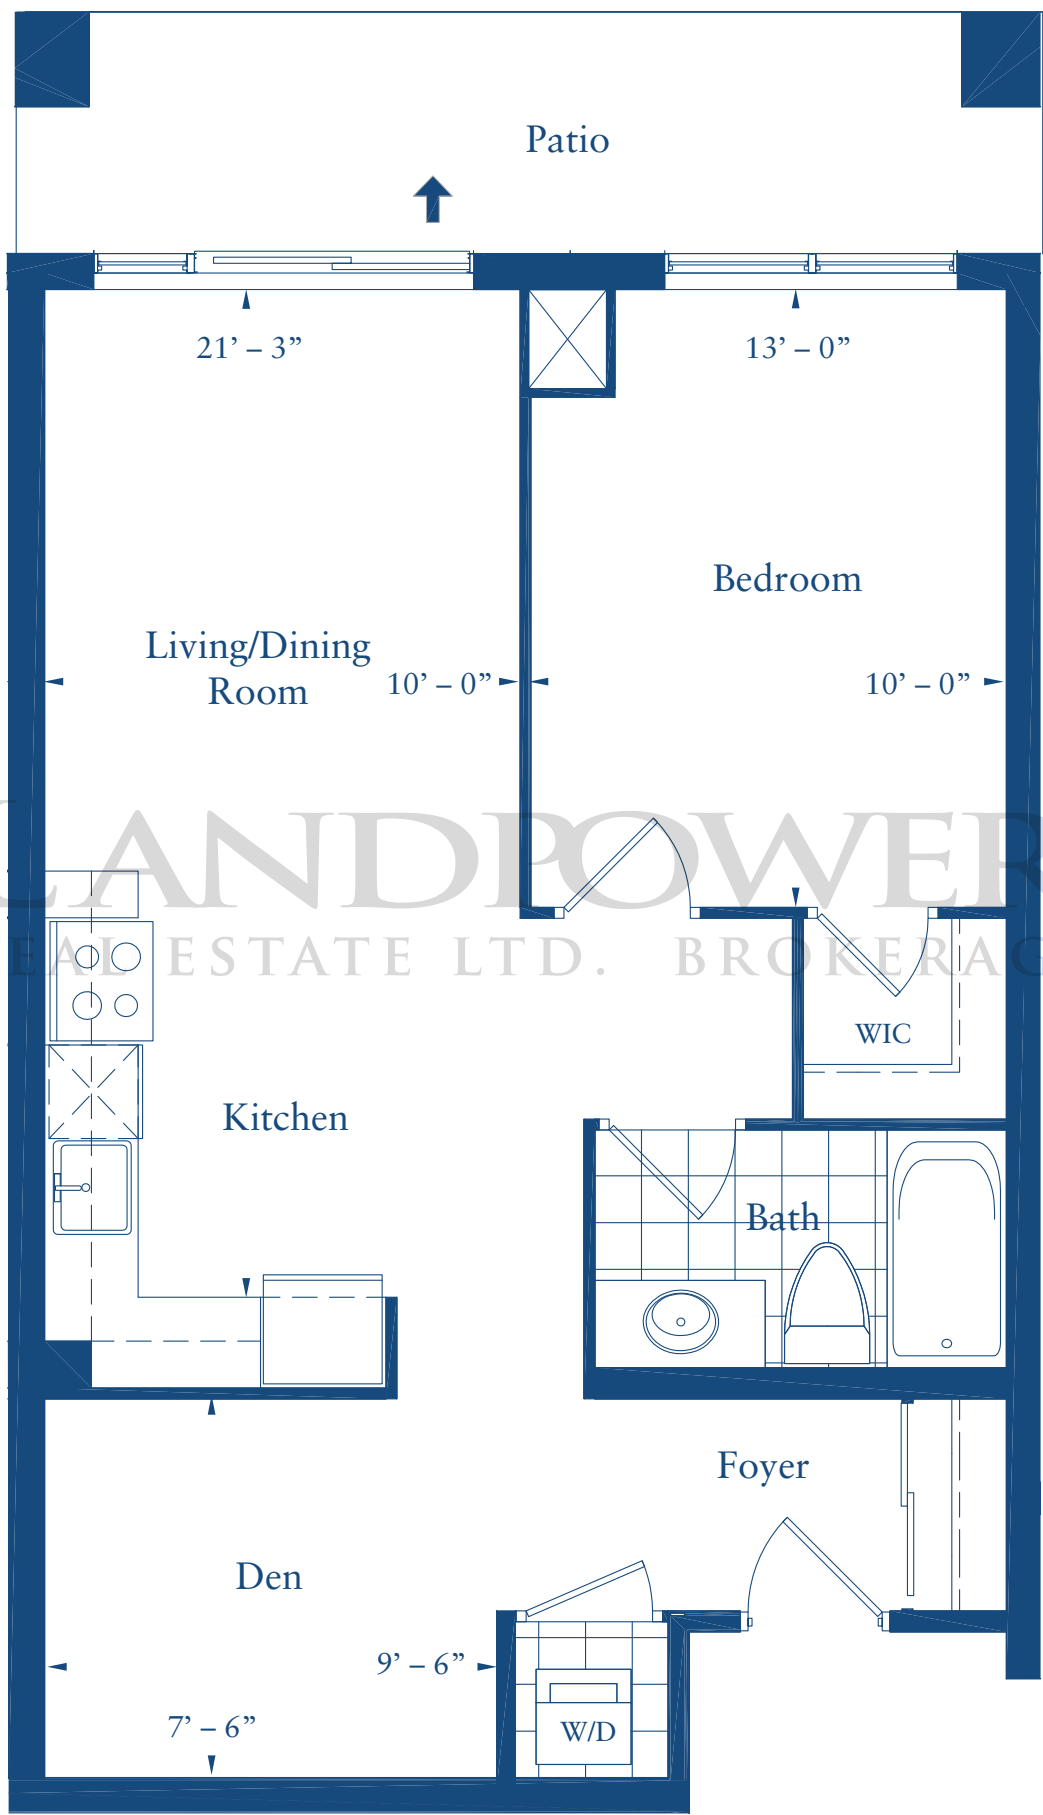 Patio
21’ – 3”
13’ – 0”
Bedroom
Living/Dining
Room
10’ – 0”
10’ – 0”
LANDPOWER
REAL ESTATE LTD. BROKERAGE
WIC
Kitchen
Bath
Foyer
Den
9’ – 6”
7’ – 6”
W/D